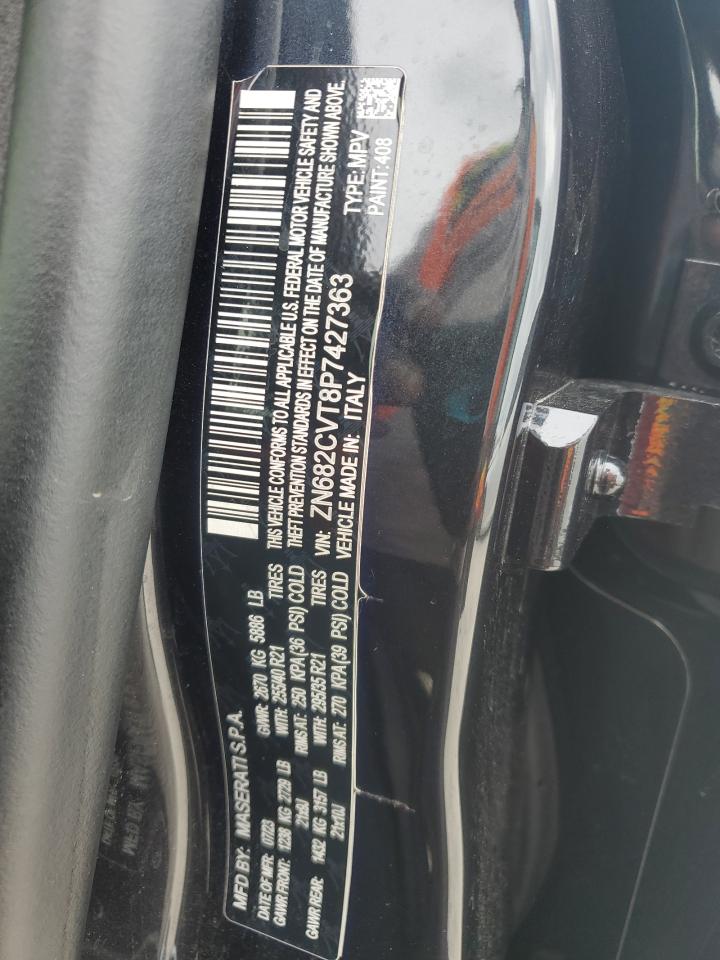 MFD BY: MASERATI S.P.A.
DATE OF MFR: 07/23 GVWR: 2670 KG 5886 LB
GAWR FRONT: 1238 KG 2729 LB WITH: 255/40 R21 TIRES
21x9J RIMS AT: 250 KPA(36 PSI) COLD
GAWR REAR: 1432 KG 3157 LB WITH: 295/35 R21 TIRES
21x10J RIMS AT: 270 KPA(39 PSI) COLD
THIS VEHICLE CONFORMS TO ALL APPLICABLE U.S. FEDERAL MOTOR VEHICLE SAFETY AND
THEFT PREVENTION STANDARDS IN EFFECT ON THE DATE OF MANUFACTURE SHOWN ABOVE.
VIN: ZN682CVT8P7427363 TYPE: MPV
VEHICLE MADE IN: ITALY PAINT: 408